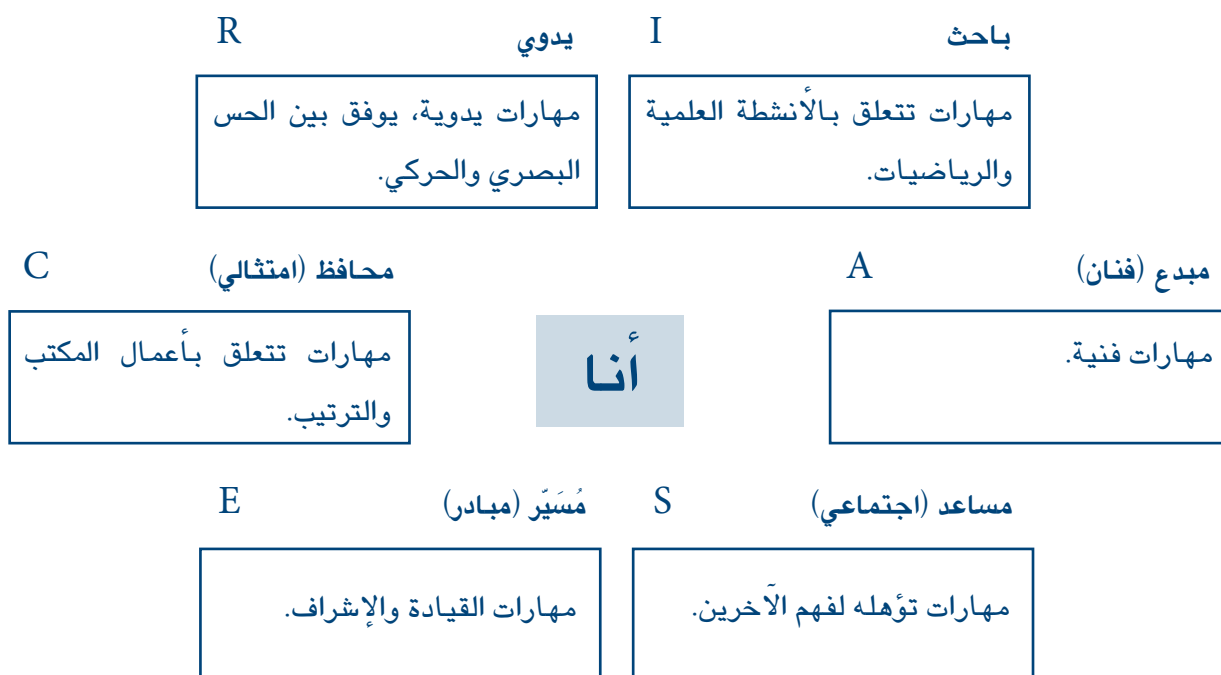 باحث I
يدوي R
مهارات تتعلق بالأنشطة العلمية
والرياضيات.
مهارات يدوية، يوفق بين الحس
البصري والحركي.
مبدع (فنان) A
محافظ (امتثالي) C
مهارات فنية.
أنا
مهارات تتعلق بأعمال المكتب
والترتيب.
مساعد (اجتماعي) S
مُسَيّر (مبادر) E
مهارات تؤهله لفهم الآخرين.
مهارات القيادة والإشراف.